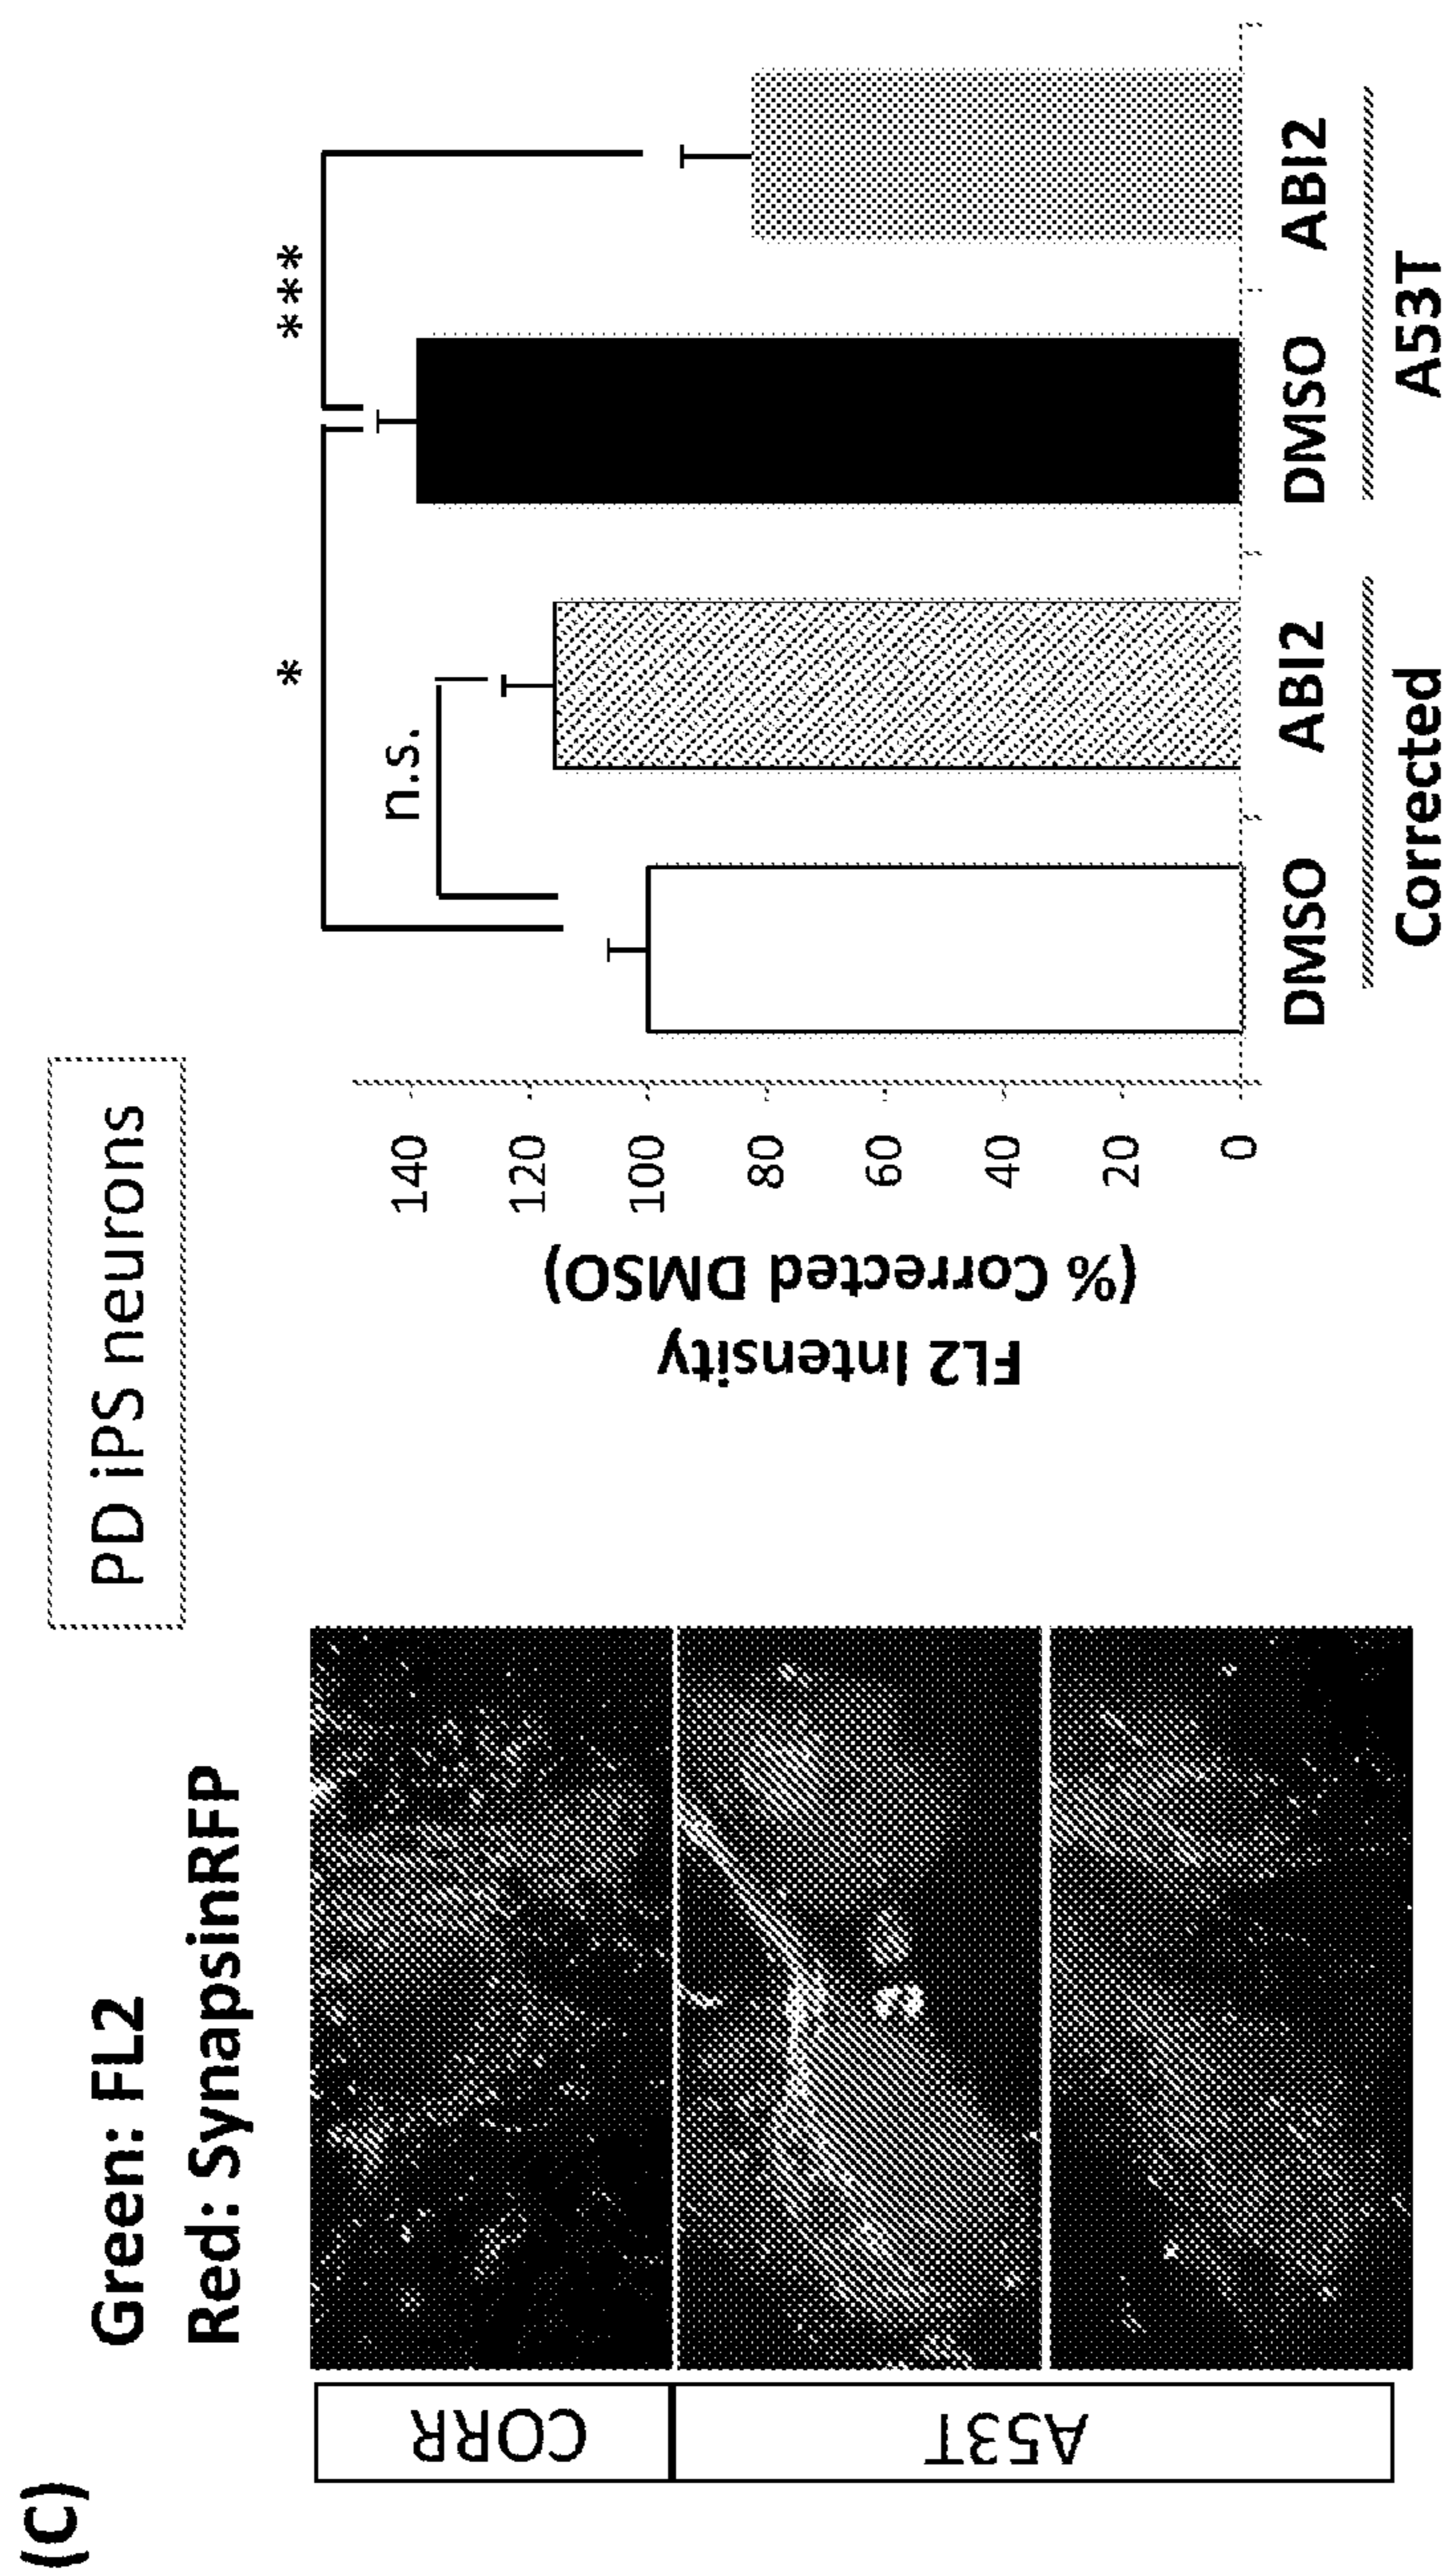 (C)
Green: FL2
Red: SynapsinRFP
PD iPS neurons
CORR
A53T
FL2 Intensity
(% Corrected DMSO)
140
120
100
80
60
40
20
0
n.s.
*
***
DMSO
ABI2
DMSO
ABI2
Corrected
A53T